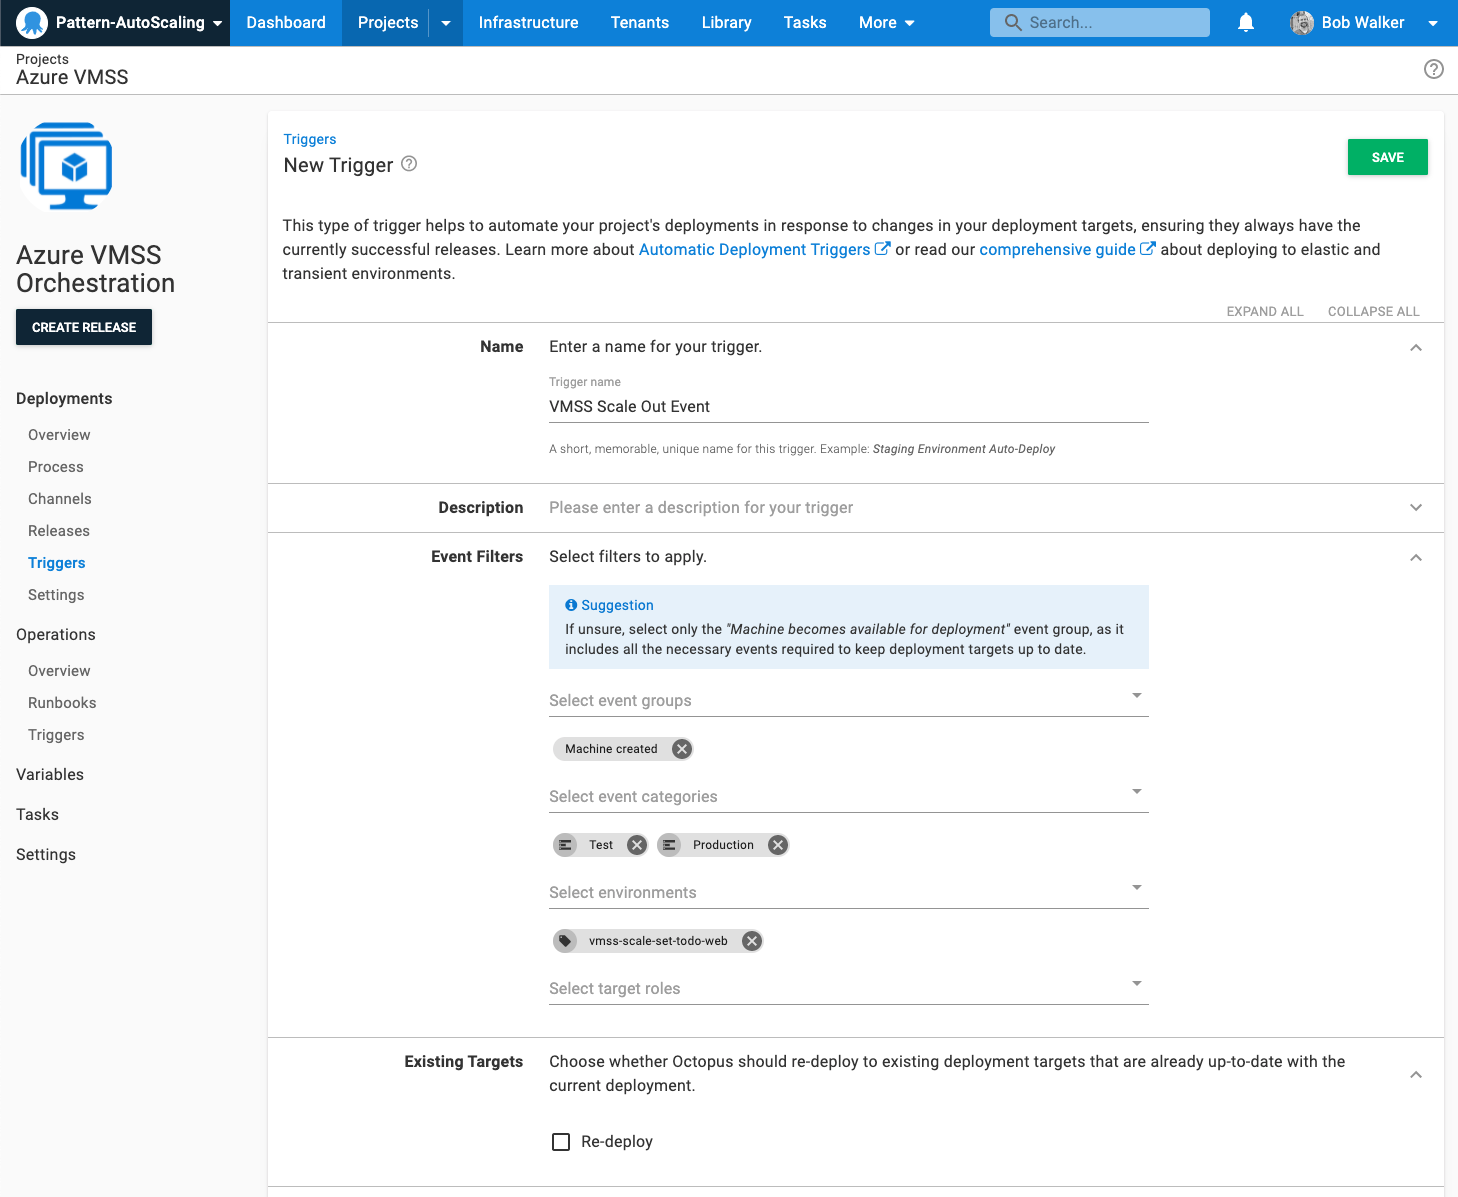 Pattern-AutoScaling
Dashboard
Projects
Infrastructure
Tenants
Library
Tasks
More
Search...
Bob Walker
Projects
Azure VMSS
Azure VMSS
Orchestration
CREATE RELEASE
Deployments
Overview
Process
Channels
Releases
Triggers
Settings
Operations
Overview
Runbooks
Triggers
Variables
Tasks
Settings
Triggers
New Trigger
SAVE
This type of trigger helps to automate your project's deployments in response to changes in your deployment targets, ensuring they always have the
currently successful releases. Learn more about Automatic Deployment Triggers or read our comprehensive guide about deploying to elastic and
transient environments.
EXPAND ALL
COLLAPSE ALL
Name
Enter a name for your trigger.
Trigger name
VMSS Scale Out Event
A short, memorable, unique name for this trigger. Example: Staging Environment Auto-Deploy
Description
Please enter a description for your trigger
Event Filters
Select filters to apply.
Suggestion
If unsure, select only the "Machine becomes available for deployment" event group, as it
includes all the necessary events required to keep deployment targets up to date.
Select event groups
Machine created
Select event categories
Test
Production
Select environments
vmss-scale-set-todo-web
Select target roles
Existing Targets
Choose whether Octopus should re-deploy to existing deployment targets that are already up-to-date with the
current deployment.
Re-deploy